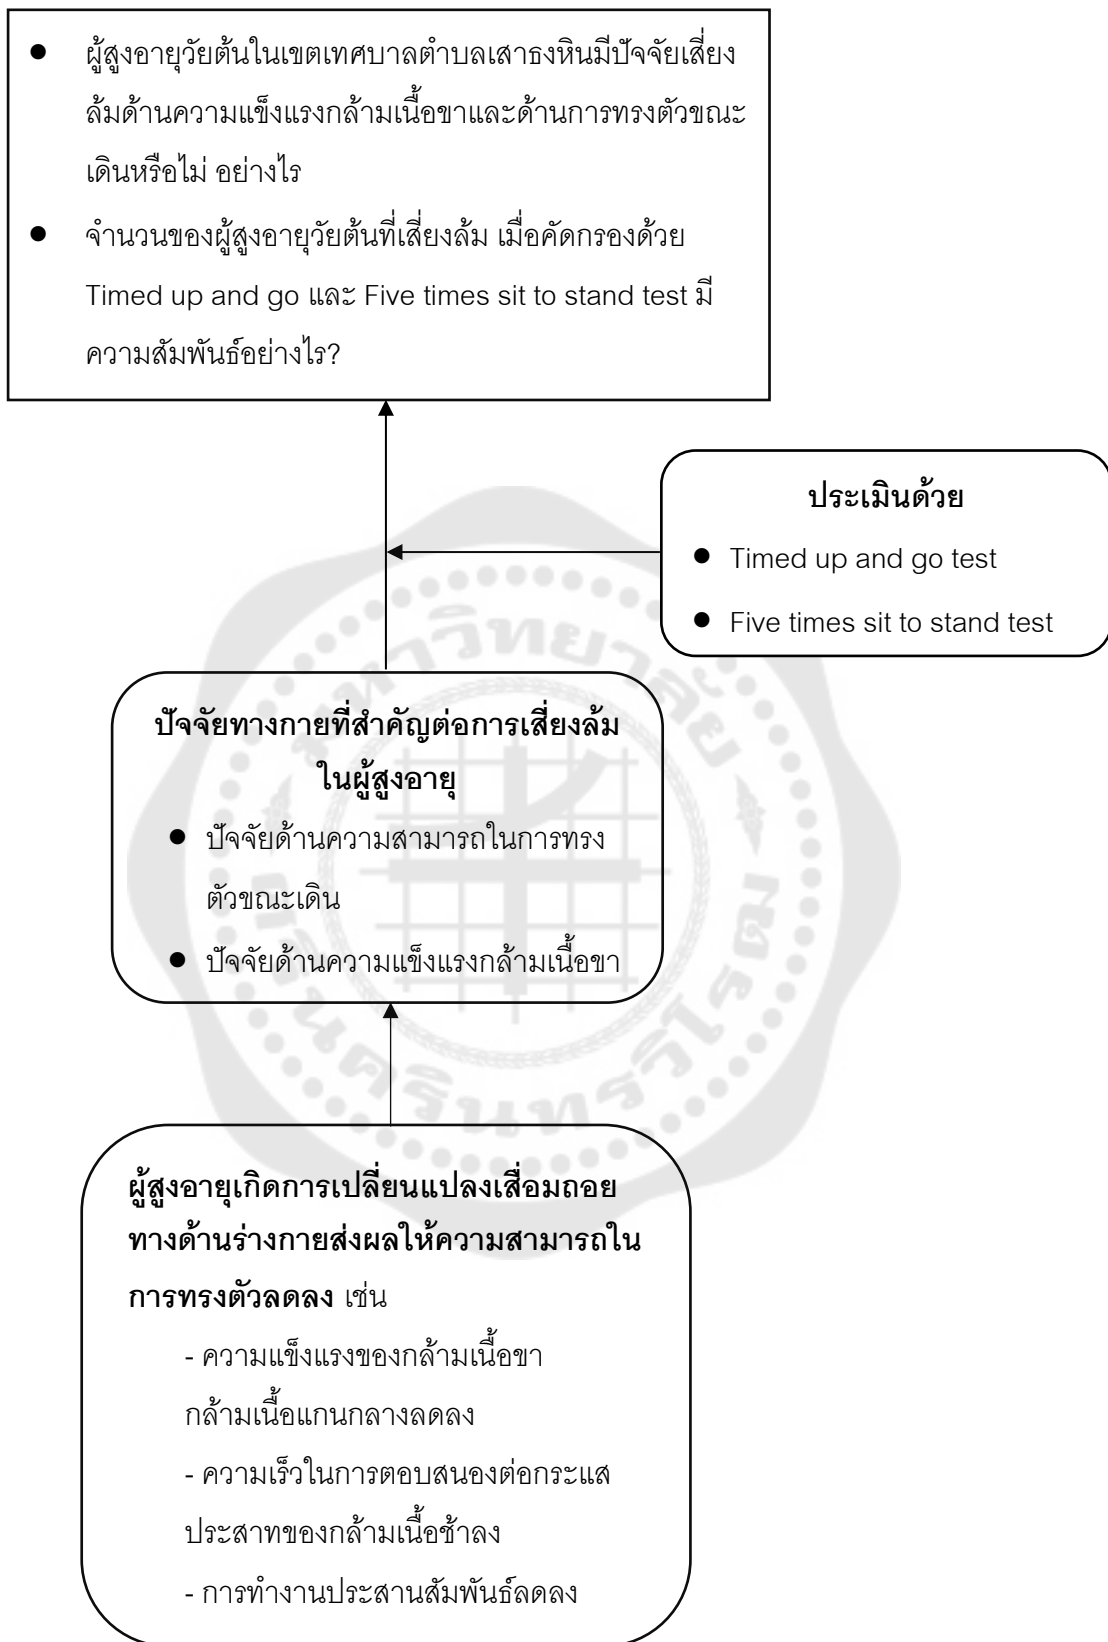 ● ผู้สูงอายุวัยต้นในเขตเทศบาลตำบลเสาธงหินมีปัจจัยเสี่ยง
ล้มด้านความแข็งแรงกล้ามเนื้อขาและด้านการทรงตัวขณะ
เดินหรือไม่ อย่างไร
● จำนวนของผู้สูงอายุวัยต้นที่เสี่ยงล้ม เมื่อคัดกรองด้วย
Timed up and go และ Five times sit to stand test มี
ความสัมพันธ์อย่างไร?
ประเมินด้วย
● Timed up and go test
● Five times sit to stand test
ปัจจัยทางกายที่สำคัญต่อการเสี่ยงล้ม
ในผู้สูงอายุ
● ปัจจัยด้านความสามารถในการทรง
ตัวขณะเดิน
● ปัจจัยด้านความแข็งแรงกล้ามเนื้อขา
ผู้สูงอายุเกิดการเปลี่ยนแปลงเสื่อมถอย
ทางด้านร่างกายส่งผลให้ความสามารถใน
การทรงตัวลดลง เช่น
- ความแข็งแรงของกล้ามเนื้อขา
กล้ามเนื้อแกนกลางลดลง
- ความเร็วในการตอบสนองต่อกระแส
ประสาทของกล้ามเนื้อช้าลง
- การทำงานประสานสัมพันธ์ลดลง
มหาวิทยาลัย
ศรีนครินทรวิโรฒ